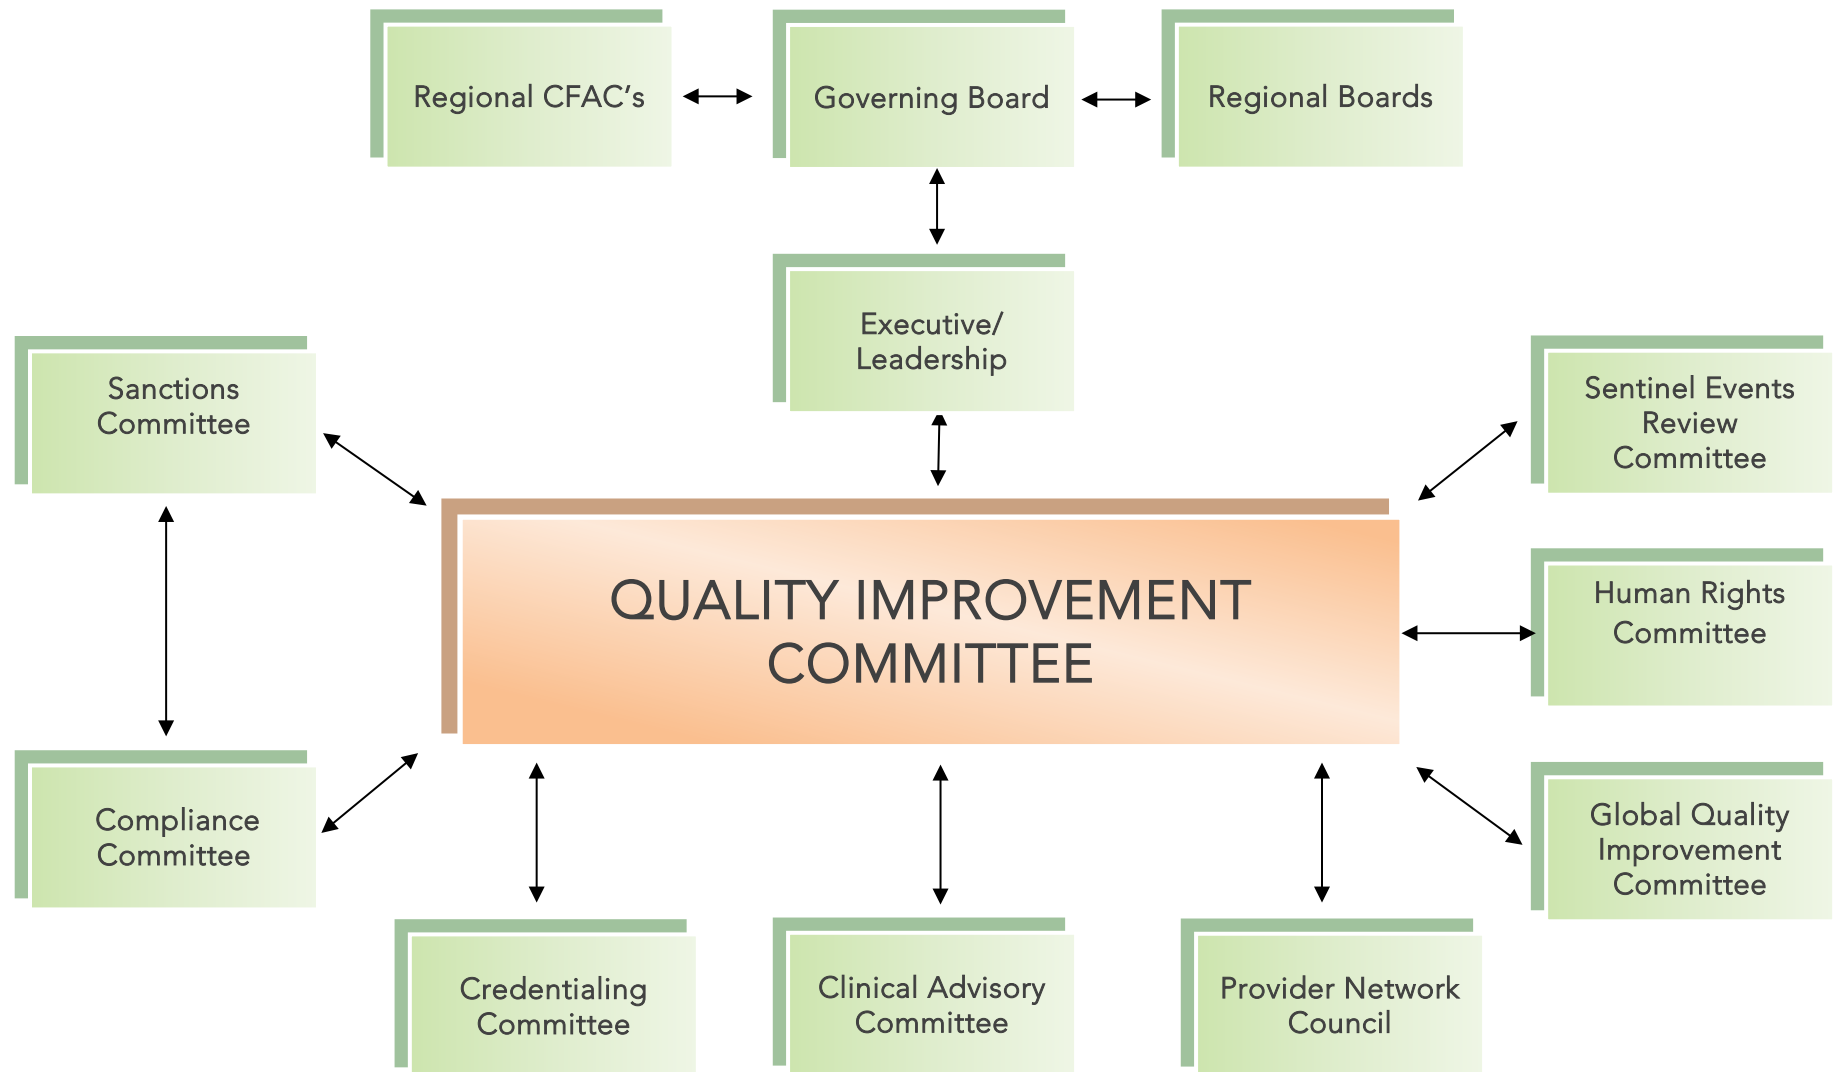 Regional CFAC’s
Governing Board
Regional Boards
Executive/
Leadership
Sanctions
Committee
Sentinel Events
Review
Committee
QUALITY IMPROVEMENT
COMMITTEE
Human Rights
Committee
Compliance
Committee
Global Quality
Improvement
Committee
Credentialing
Committee
Clinical Advisory
Committee
Provider Network
Council